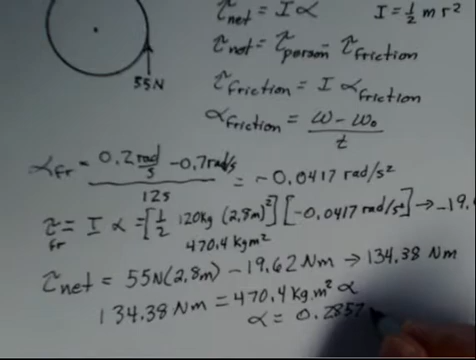 τnet = I α I = ½ m r²
τnet = τperson - τfriction
55N
τfriction = I αfriction
αfriction = ω - ω₀ / t
αfr = 0.2 rad/s - 0.7 rad/s / 12s = -0.0417 rad/s²
τfr = I α = [½ 120kg (2.8m)²] [-0.0417 rad/s²] → -19.
470.4 kgm²
τnet = 55N(2.8m) - 19.62 Nm → 134.38 Nm
134.38 Nm = 470.4 kg.m² α
α = 0.2857